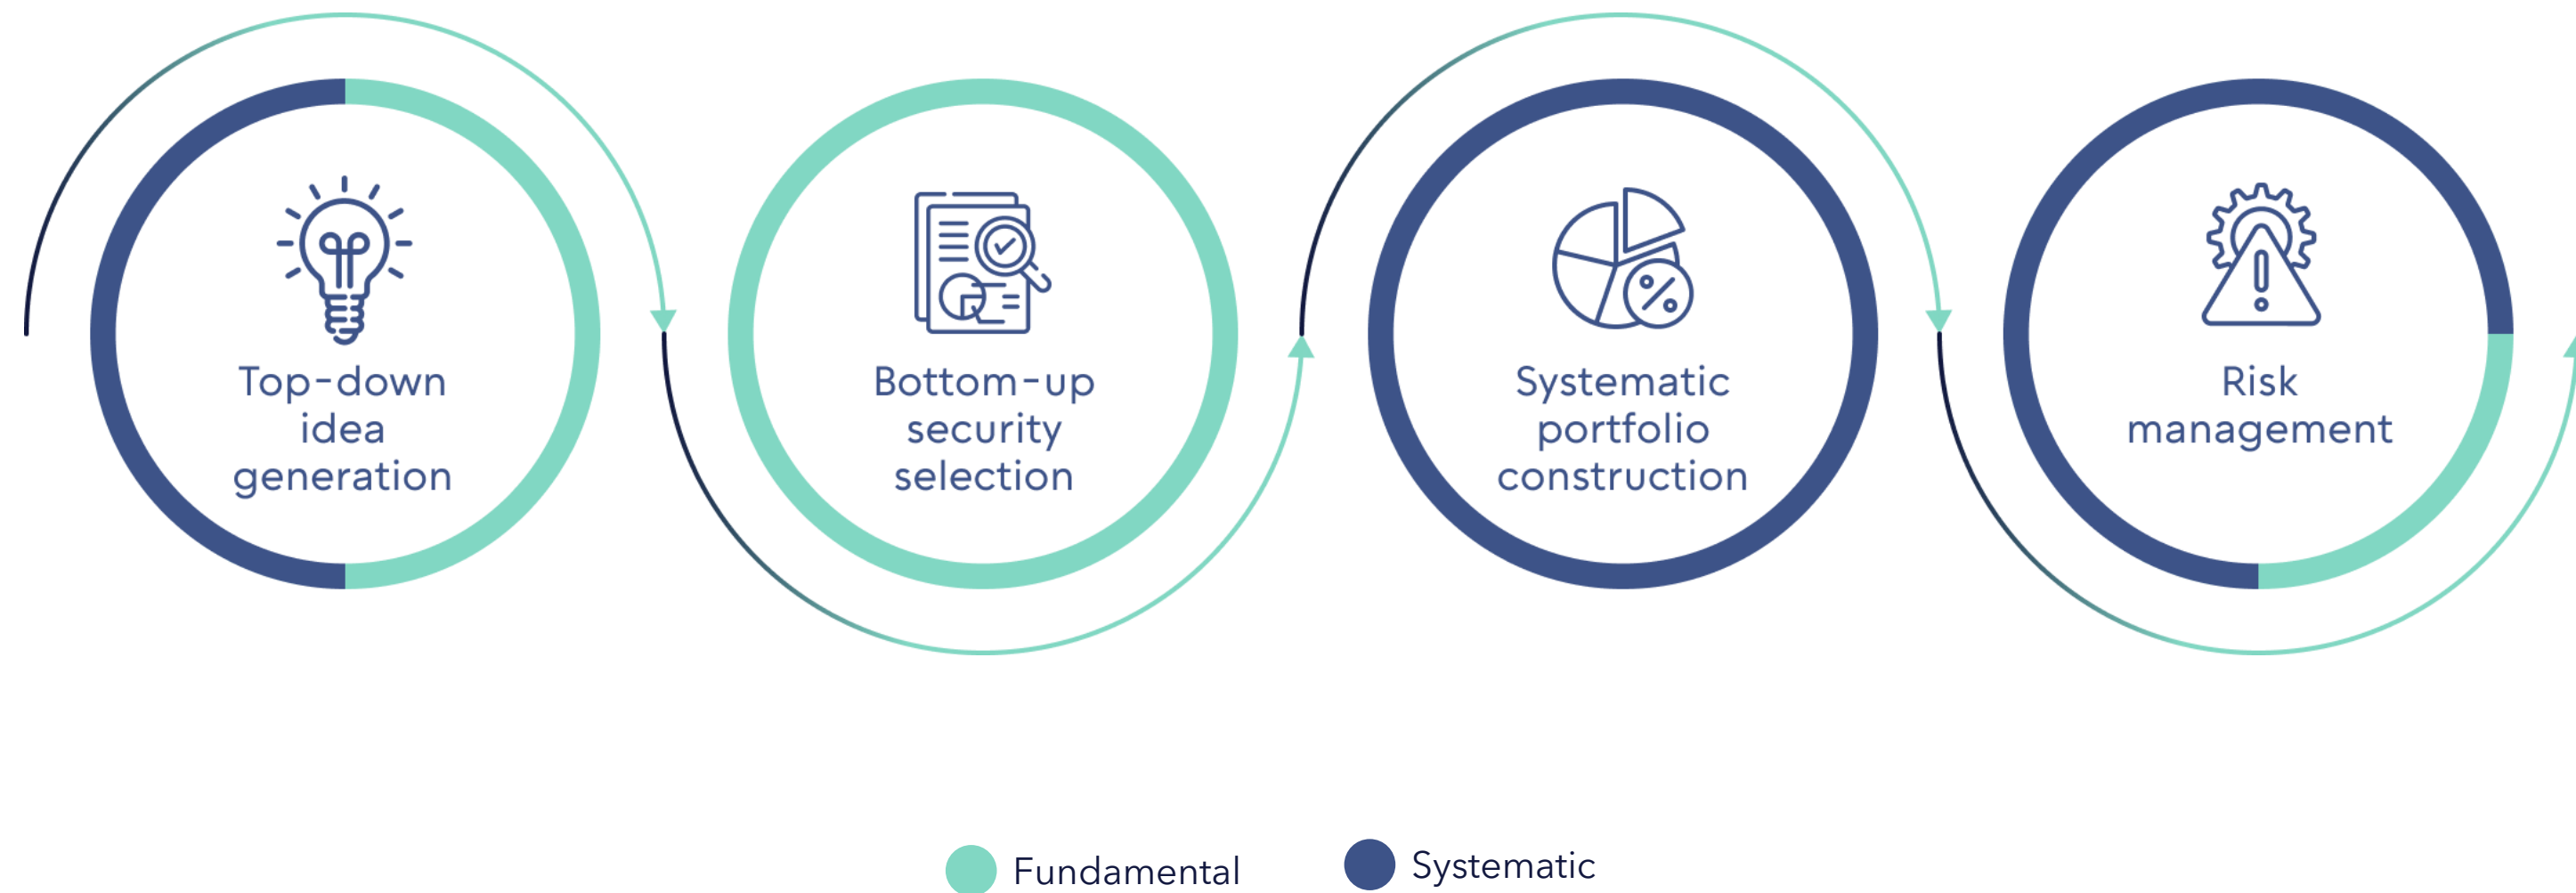 Top-down
idea
generation
Bottom-up
security
selection
Systematic
portfolio
construction
Risk
management
Fundamental
Systematic